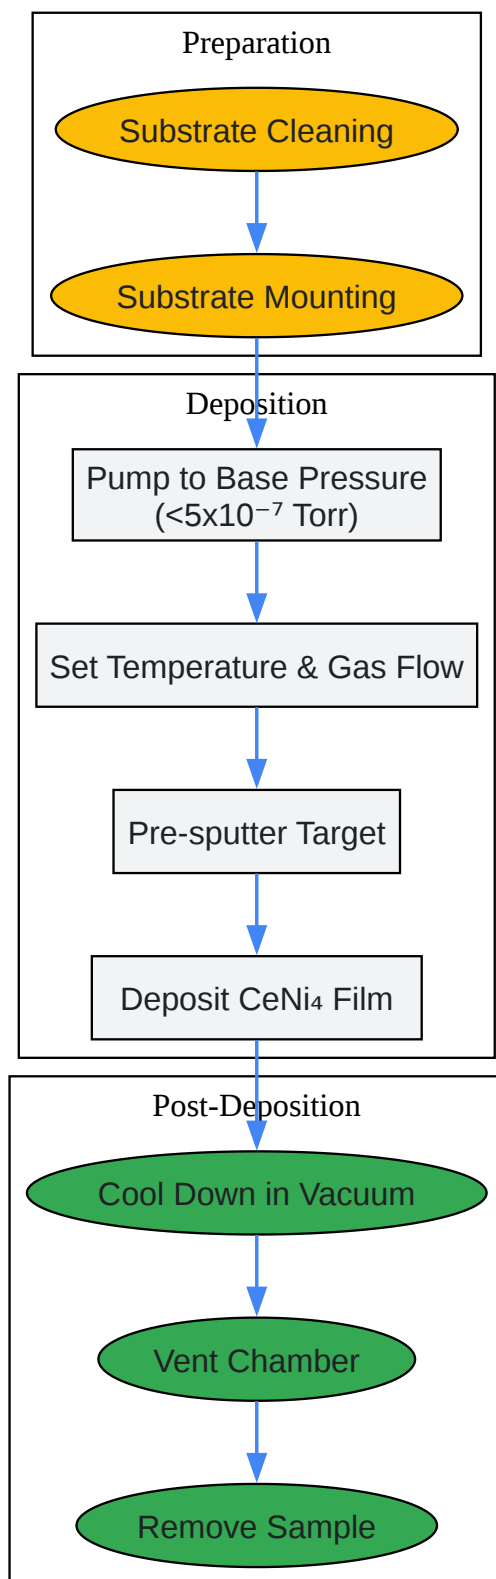 Preparation
Substrate Cleaning
Substrate Mounting
Deposition
Pump to Base Pressure
(<5x10⁻⁷ Torr)
Set Temperature & Gas Flow
Pre-sputter Target
Deposit CeNi₄ Film
Post-Deposition
Cool Down in Vacuum
Vent Chamber
Remove Sample